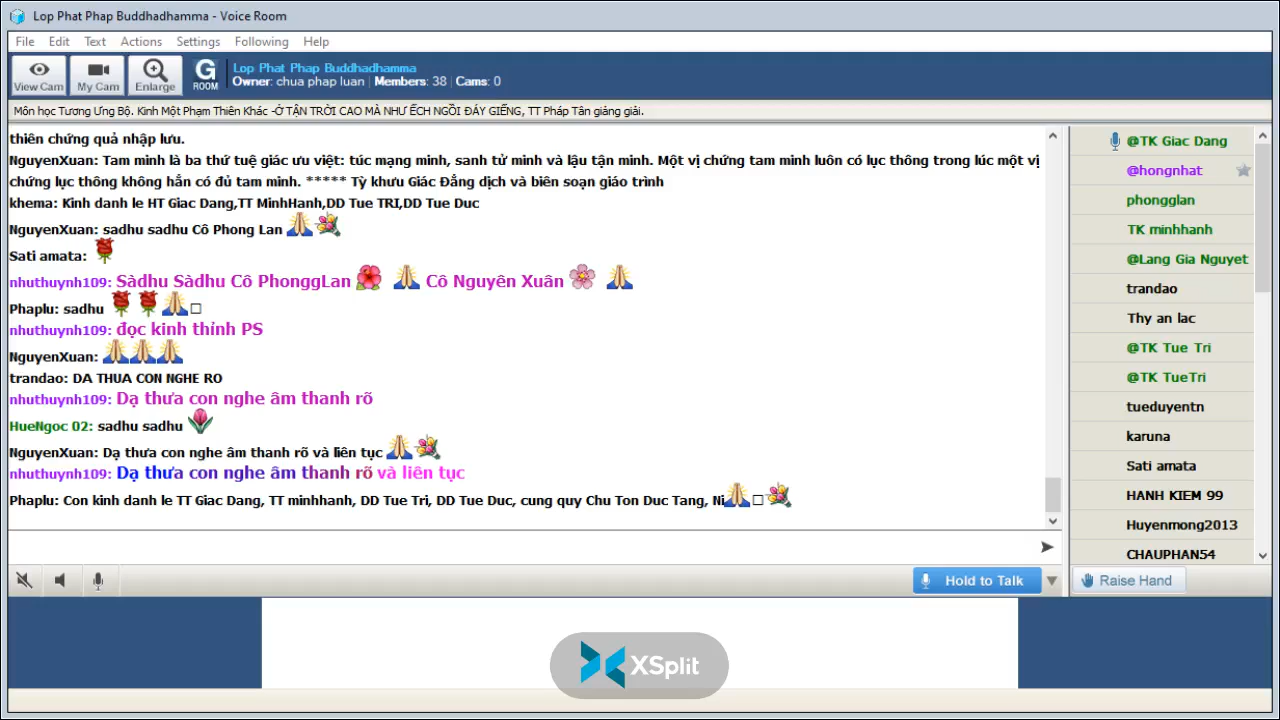 Lop Phat Phap Buddhadhamma - Voice Room
File Edit Text Actions Settings Following Help
View Cam My Cam Enlarge G ROOM
Lop Phat Phap Buddhadhamma
Owner: chua phap luan | Members: 38 | Cams: 0
Môn học Tương Ưng Bộ. Kinh Một Phạm Thiên Khác -Ở TẬN TRỜI CAO MÀ NHƯ ẾCH NGỒI ĐÁY GIẾNG, TT Pháp Tân giảng giải.
thiên chứng quả nhập lưu.
NguyenXuan: Tam minh là ba thứ tuệ giác ưu việt: túc mạng minh, sanh tử minh và lậu tận minh. Một vị chứng tam minh luôn có lục thông trong lúc một vị
chứng lục thông không hẳn có đủ tam minh. ***** Tỳ khưu Giác Đẳng dịch và biên soạn giáo trình
khema: Kinh danh le HT Giac Dang,TT MinhHanh,DD Tue TRI,DD Tue Duc
NguyenXuan: sadhu sadhu Cô Phong Lan
Sati amata:
nhuthuynh109: Sàdhu Sàdhu Cô PhonggLan Cô Nguyên Xuân
Phaplu: sadhu
nhuthuynh109: đọc kinh thỉnh PS
NguyenXuan:
trandao: DA THUA CON NGHE RO
nhuthuynh109: Dạ thưa con nghe âm thanh rõ
HueNgoc 02: sadhu sadhu
NguyenXuan: Dạ thưa con nghe âm thanh rõ và liên tục
nhuthuynh109: Dạ thưa con nghe âm thanh rõ và liên tục
Phaplu: Con kinh danh le TT Giac Dang, TT minhhanh, DD Tue Tri, DD Tue Duc, cung quy Chu Ton Duc Tang, Ni
@TK Giac Dang
@hongnhat
phongglan
TK minhhanh
@Lang Gia Nguyet
trandao
Thy an lac
@TK Tue Tri
@TK TueTri
tueduyentn
karuna
Sati amata
HANH KIEM 99
Huyenmong2013
CHAUPHAN54
Hold to Talk
Raise Hand
XSplit